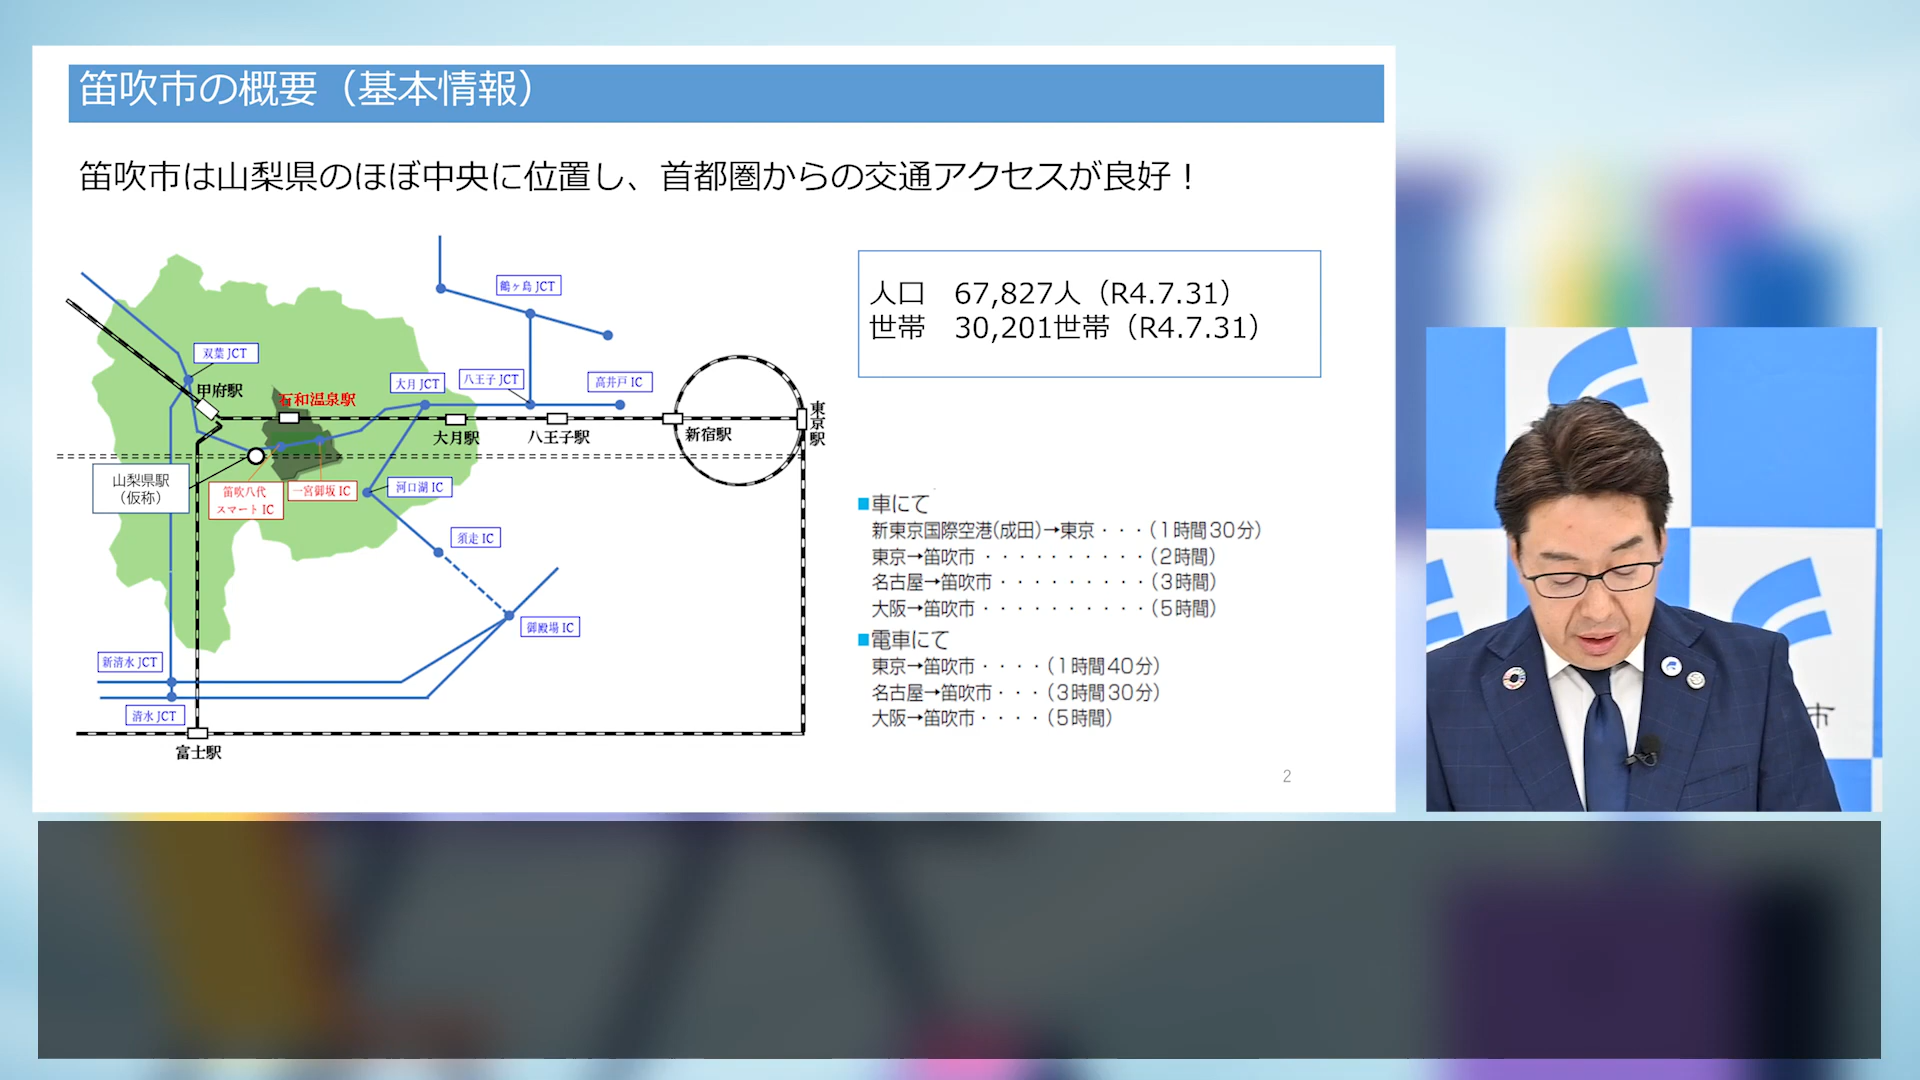 笛吹市の概要（基本情報）
笛吹市は山梨県のほぼ中央に位置し、首都圏からの交通アクセスが良好！
人口　67,827人（R4.7.31）
世帯　30,201世帯（R4.7.31）
鶴ヶ島 JCT
双葉 JCT
甲府駅
石和温泉駅
大月 JCT
八王子 JCT
高井戸 IC
大月駅
八王子駅
新宿駅
東京駅
山梨県駅
（仮称）
笛吹八代
スマート IC
一宮御坂 IC
河口湖 IC
須走 IC
御殿場 IC
新清水 JCT
清水 JCT
富士駅
■車にて
新東京国際空港(成田)→東京・・・（1時間30分）
東京→笛吹市・・・・・・・・・・（2時間）
名古屋→笛吹市・・・・・・・・・（3時間）
大阪→笛吹市・・・・・・・・・・（5時間）
■電車にて
東京→笛吹市・・・・（1時間40分）
名古屋→笛吹市・・・（3時間30分）
大阪→笛吹市・・・・（5時間）
2
市